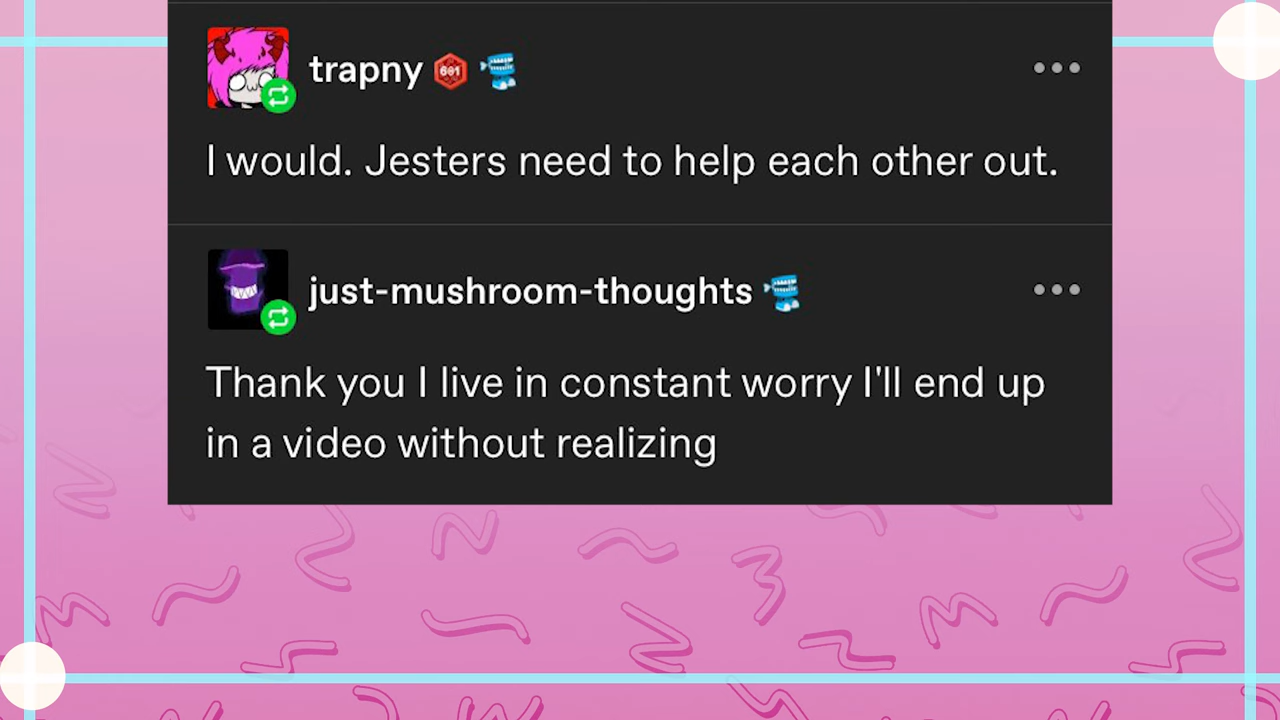 trapny
I would. Jesters need to help each other out.
just-mushroom-thoughts
Thank you I live in constant worry I'll end up
in a video without realizing